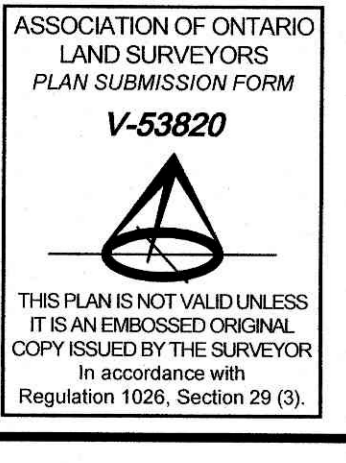 ASSOCIATION OF ONTARIO
LAND SURVEYORS
PLAN SUBMISSION FORM
V-53820
THIS PLAN IS NOT VALID UNLESS
IT IS AN EMBOSSED ORIGINAL
COPY ISSUED BY THE SURVEYOR
In accordance with
Regulation 1026, Section 29 (3).